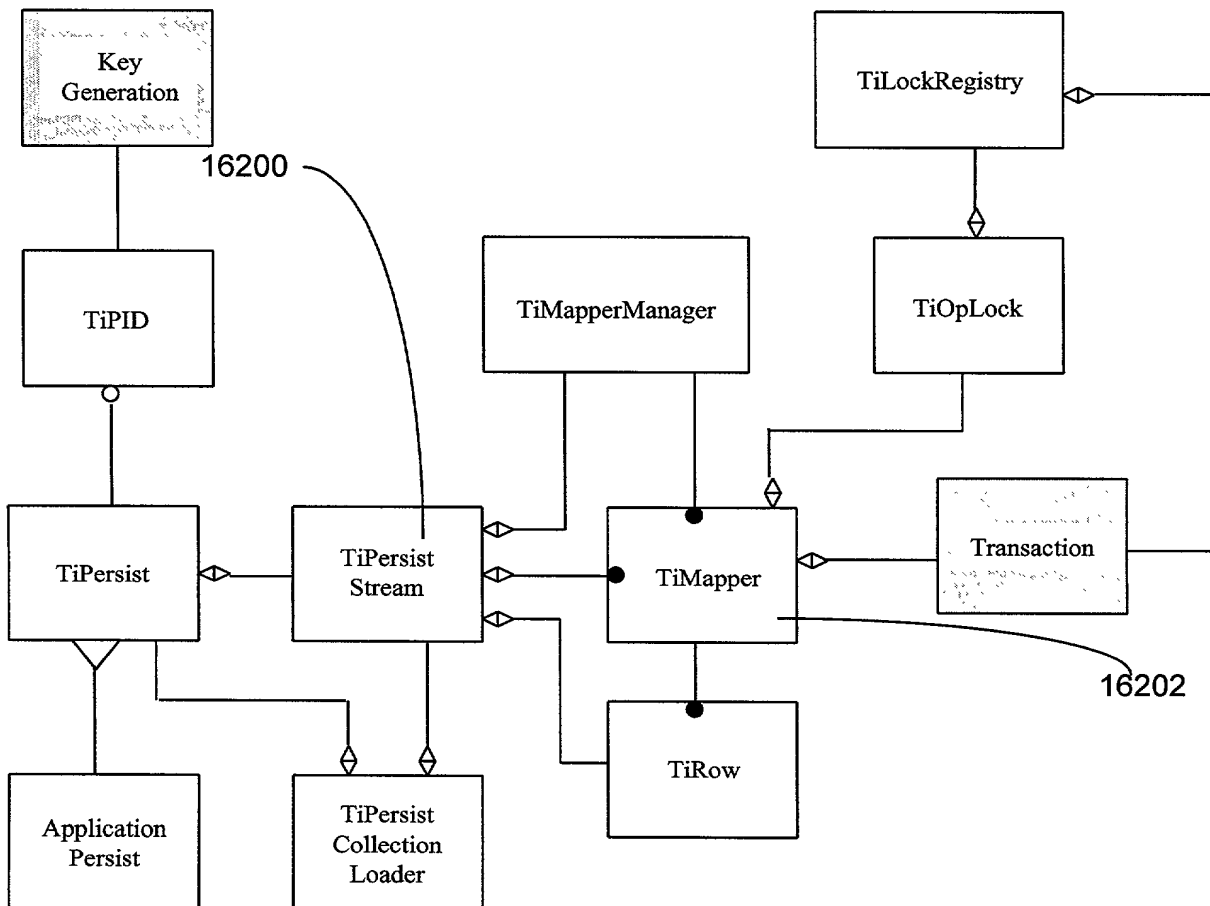 Key
Generation
TiLockRegistry
16200
TiPID
TiMapperManager
TiOpLock
TiPersist
TiPersist
Stream
TiMapper
Transaction
16202
Application
Persist
TiPersist
Collection
Loader
TiRow